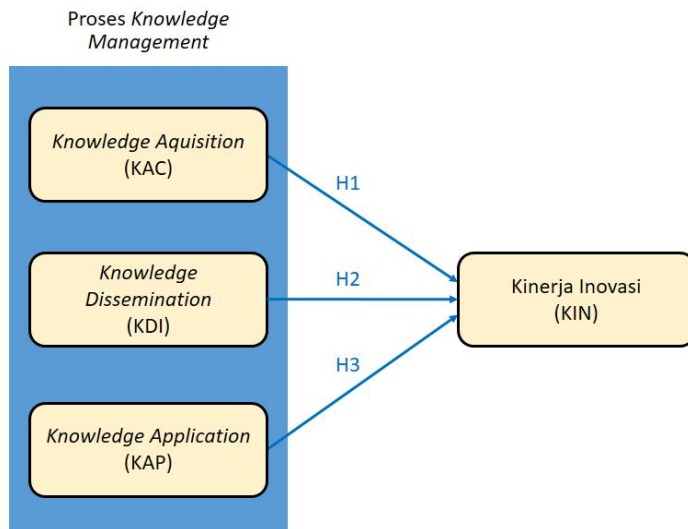 Proses Knowledge
Management
Knowledge Aquisition
(KAC)
H1
Knowledge
Dissemination
(KDI)
H2
Kinerja Inovasi
(KIN)
H3
Knowledge Application
(KAP)